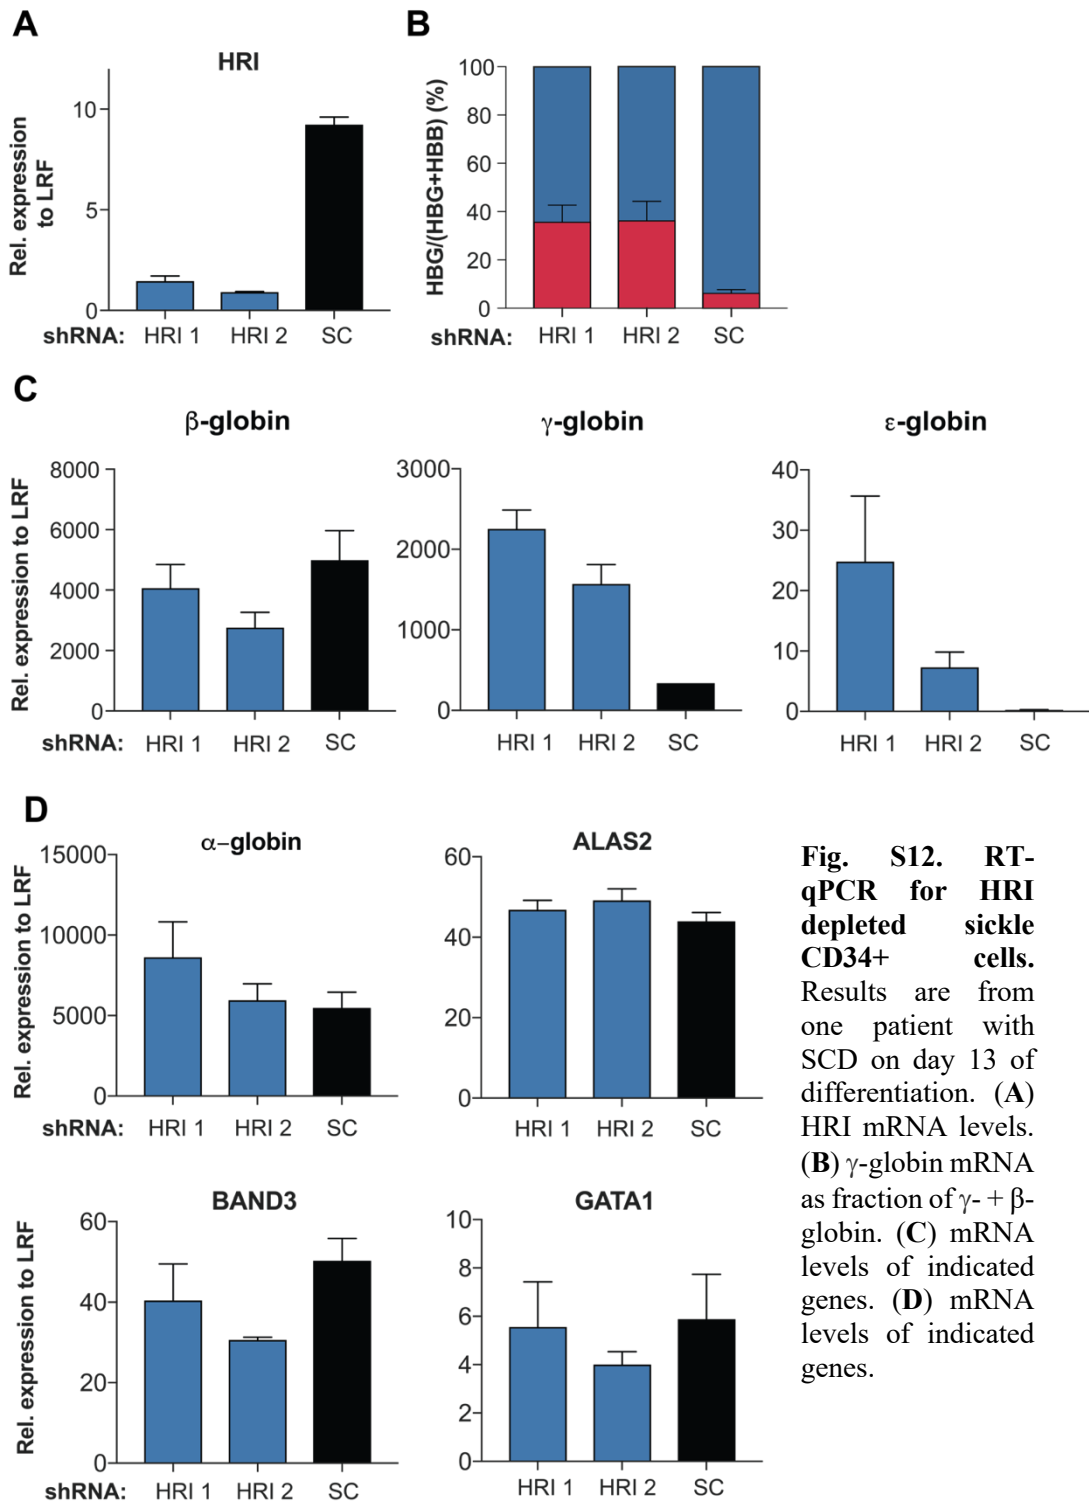 A
HRI
Rel. expression
to LRF
10
5
0
shRNA:
HRI 1
HRI 2
SC
B
HBG/(HBG+HBB) (%)
100
80
60
40
20
0
shRNA:
HRI 1
HRI 2
SC
C
β-globin
Rel. expression to LRF
8000
6000
4000
2000
0
shRNA:
HRI 1
HRI 2
SC
γ-globin
3000
2000
1000
0
HRI 1
HRI 2
SC
ε-globin
40
30
20
10
0
HRI 1
HRI 2
SC
D
α–globin
Rel. expression to LRF
15000
10000
5000
0
shRNA:
HRI 1
HRI 2
SC
ALAS2
60
40
20
0
HRI 1
HRI 2
SC
BAND3
Rel. expression to LRF
60
40
20
0
shRNA:
HRI 1
HRI 2
SC
GATA1
10
8
6
4
2
0
HRI 1
HRI 2
SC
Fig. S12. RT-
qPCR for HRI
depleted sickle
CD34+ cells.
Results are from
one patient with
SCD on day 13 of
differentiation. (A)
HRI mRNA levels.
(B) γ-globin mRNA
as fraction of γ- + β-
globin. (C) mRNA
levels of indicated
genes. (D) mRNA
levels of indicated
genes.